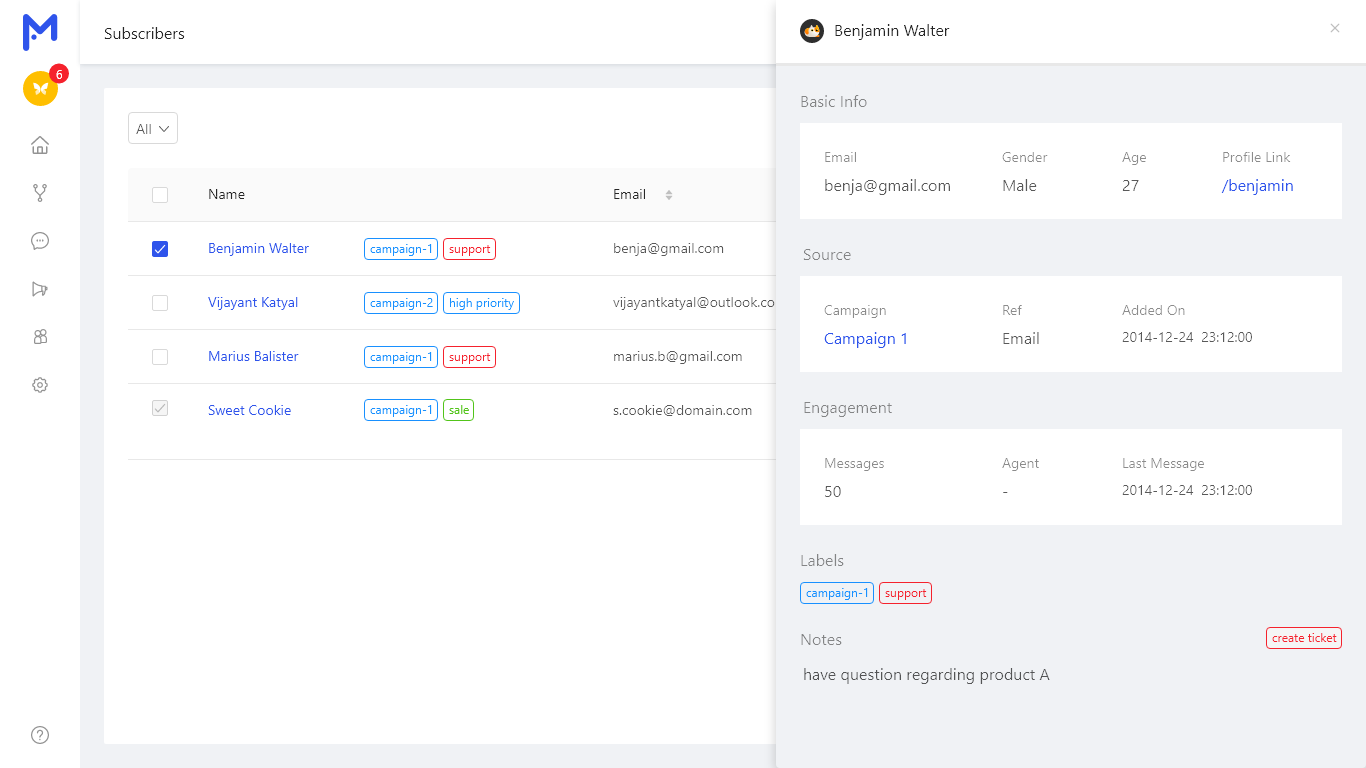 Subscribers
6
All
Name Email
Benjamin Walter campaign-1 support benja@gmail.com
Vijayant Katyal campaign-2 high priority vijayantkatyal@outlook.co
Marius Balister campaign-1 support marius.b@gmail.com
Sweet Cookie campaign-1 sale s.cookie@domain.com
Benjamin Walter
Basic Info
Email Gender Age Profile Link
benja@gmail.com Male 27 /benjamin
Source
Campaign Ref Added On
Campaign 1 Email 2014-12-24 23:12:00
Engagement
Messages Agent Last Message
50 - 2014-12-24 23:12:00
Labels
campaign-1 support
Notes create ticket
have question regarding product A